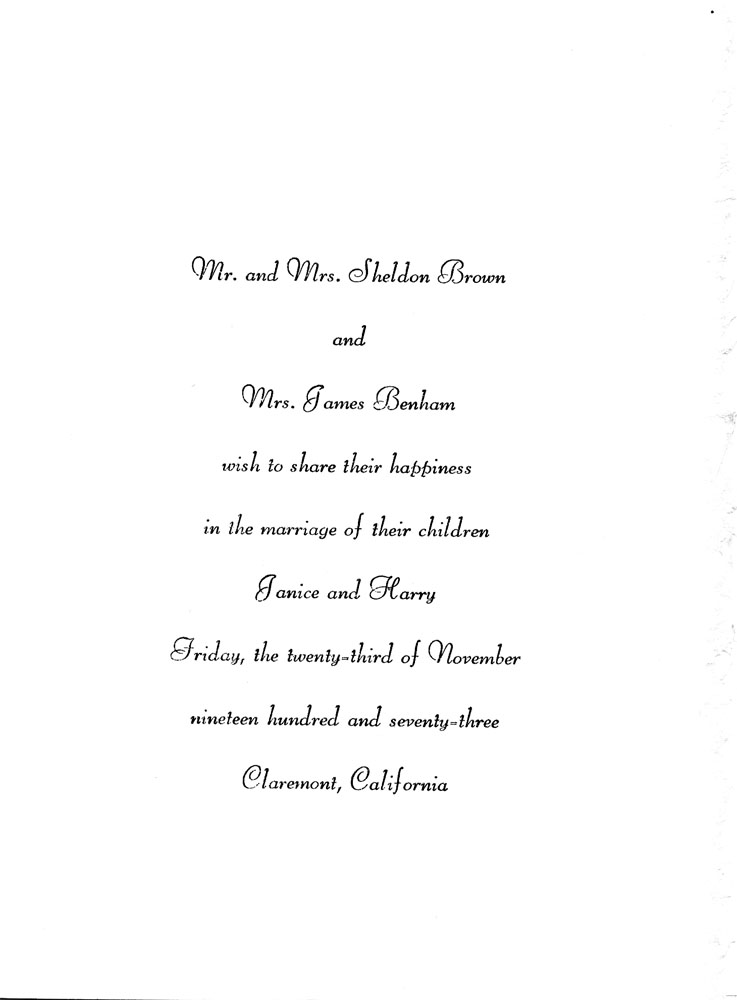 Mr. and Mrs. Sheldon Brown
and
Mrs. James Benham
wish to share their happiness
in the marriage of their children
Janice and Harry
Friday, the twenty-third of November
nineteen hundred and seventy-three
Claremont, California